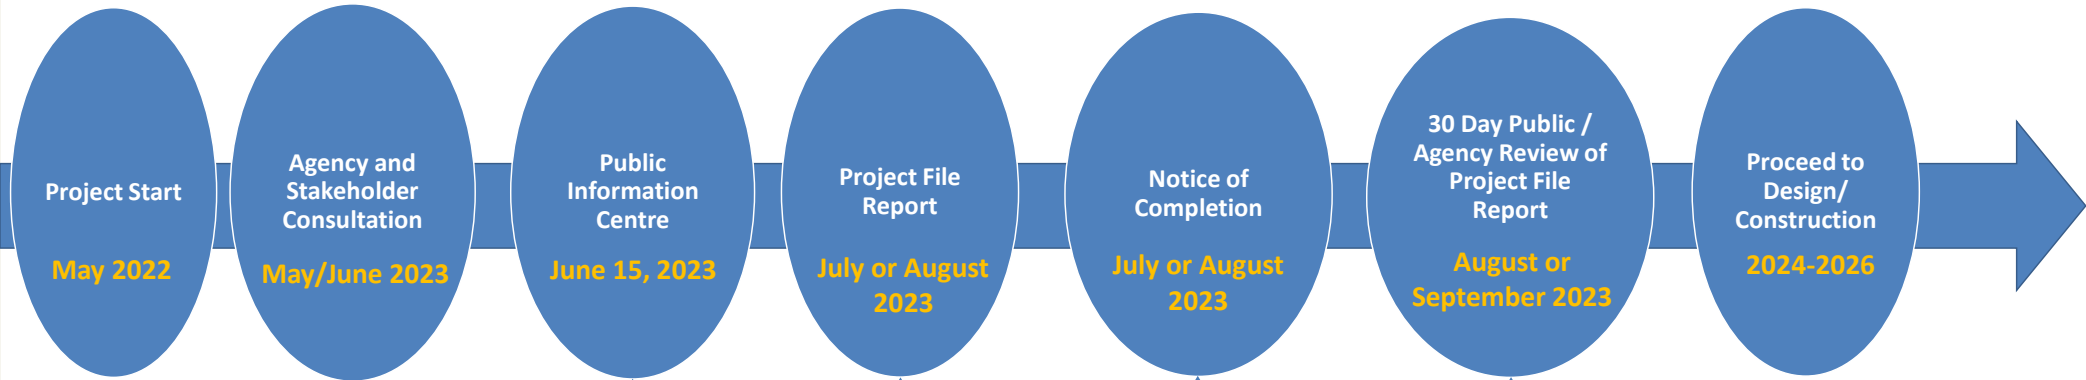 Project Start
May 2022
Agency and
Stakeholder
Consultation
May/June 2023
Public
Information
Centre
June 15, 2023
Project File
Report
July or August
2023
Notice of
Completion
July or August
2023
30 Day Public /
Agency Review of
Project File
Report
August or
September 2023
Proceed to
Design/
Construction
2024-2026